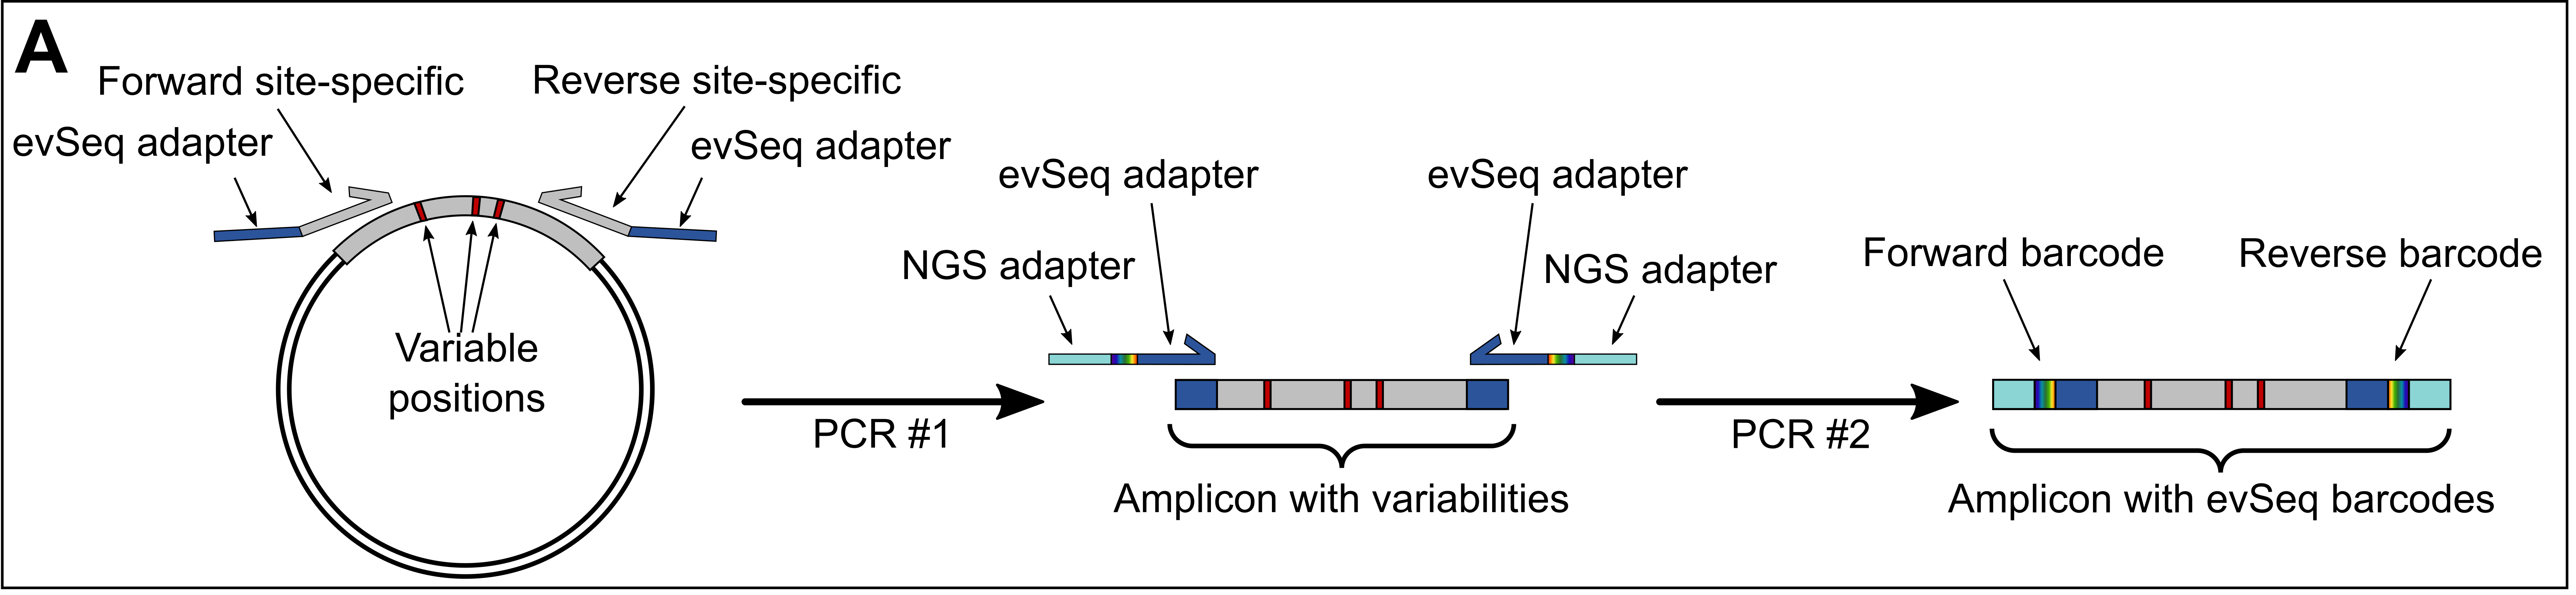 A
Forward site-specific
evSeq adapter
Reverse site-specific
evSeq adapter
Variable
positions
PCR #1
evSeq adapter
NGS adapter
evSeq adapter
NGS adapter
Amplicon with variabilities
PCR #2
Forward barcode
Reverse barcode
Amplicon with evSeq barcodes